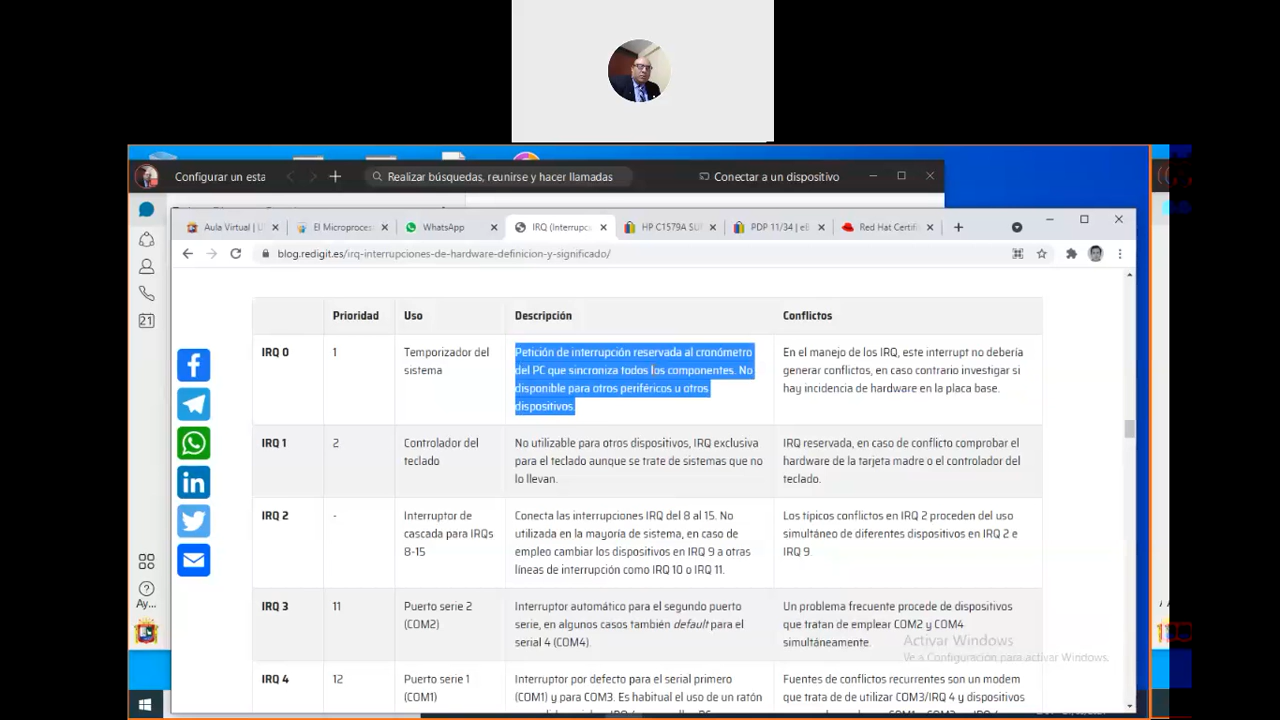 Configurar un esta
Realizar búsquedas, reunirse y hacer llamadas
Conectar a un dispositivo
Aula Virtual | L
El Microproce
WhatsApp
IRQ (Interrupc
HP C1579A SUR
PDP 11/34 | eB
Red Hat Certifi
blog.redigit.es/irq-interrupciones-de-hardware-definicion-y-significado/
21
Ay...
Prioridad Uso Descripción Conflictos
IRQ 0 1
Temporizador del
sistema
Petición de interrupción reservada al cronómetro
del PC que sincroniza todos los componentes. No
disponible para otros periféricos u otros
dispositivos.
En el manejo de los IRQ, este interrupt no debería
generar conflictos, en caso contrario investigar si
hay incidencia de hardware en la placa base.
IRQ 1 2
Controlador del
teclado
No utilizable para otros dispositivos, IRQ exclusiva
para el teclado aunque se trate de sistemas que no
lo llevan.
IRQ reservada, en caso de conflicto comprobar el
hardware de la tarjeta madre o el controlador del
teclado.
IRQ 2 -
Interruptor de
cascada para IRQs
8-15
Conecta las interrupciones IRQ del 8 al 15. No
utilizada en la mayoría de sistema, en caso de
empleo cambiar los dispositivos en IRQ 9 a otras
líneas de interrupción como IRQ 10 o IRQ 11.
Los típicos conflictos en IRQ 2 proceden del uso
simultáneo de diferentes dispositivos en IRQ 2 e
IRQ 9
IRQ 3 11
Puerto serie 2
(COM2)
Interruptor automático para el segundo puerto
serie, en algunos casos también default para el
serial 4 (COM4).
Un problema frecuente procede de dispositivos
que tratan de emplear COM2 y COM4
simultáneamente.
IRQ 4 12
Puerto serie 1
(COM1)
Interruptor por defecto para el serial primero
(COM1) y para COM3. Es habitual el uso de un ratón
Fuentes de conflictos recurrentes son un modem
que trata de utilizar COM3/IRQ 4 y dispositivos
Activar Windows
Ve a Configuración para activar Windows.